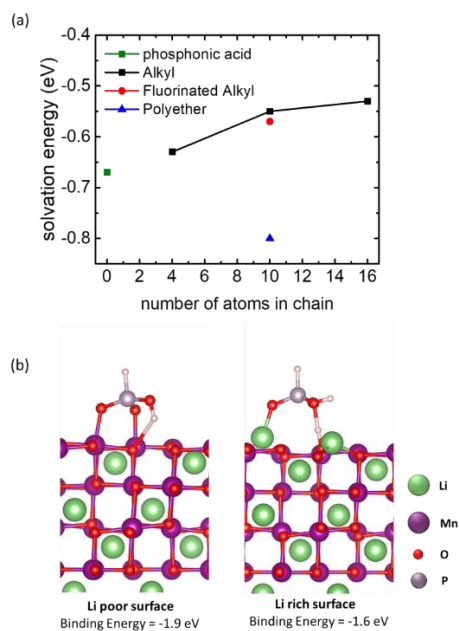 (a)
-0.4
-0.5
-0.6
-0.7
-0.8
solvation energy (eV)
phosphonic acid
Alkyl
Fluorinated Alkyl
Polyether
0 2 4 6 8 10 12 14 16
number of atoms in chain
(b)
Li
Mn
O
P
Li poor surface
Binding Energy = -1.9 eV
Li rich surface
Binding Energy = -1.6 eV